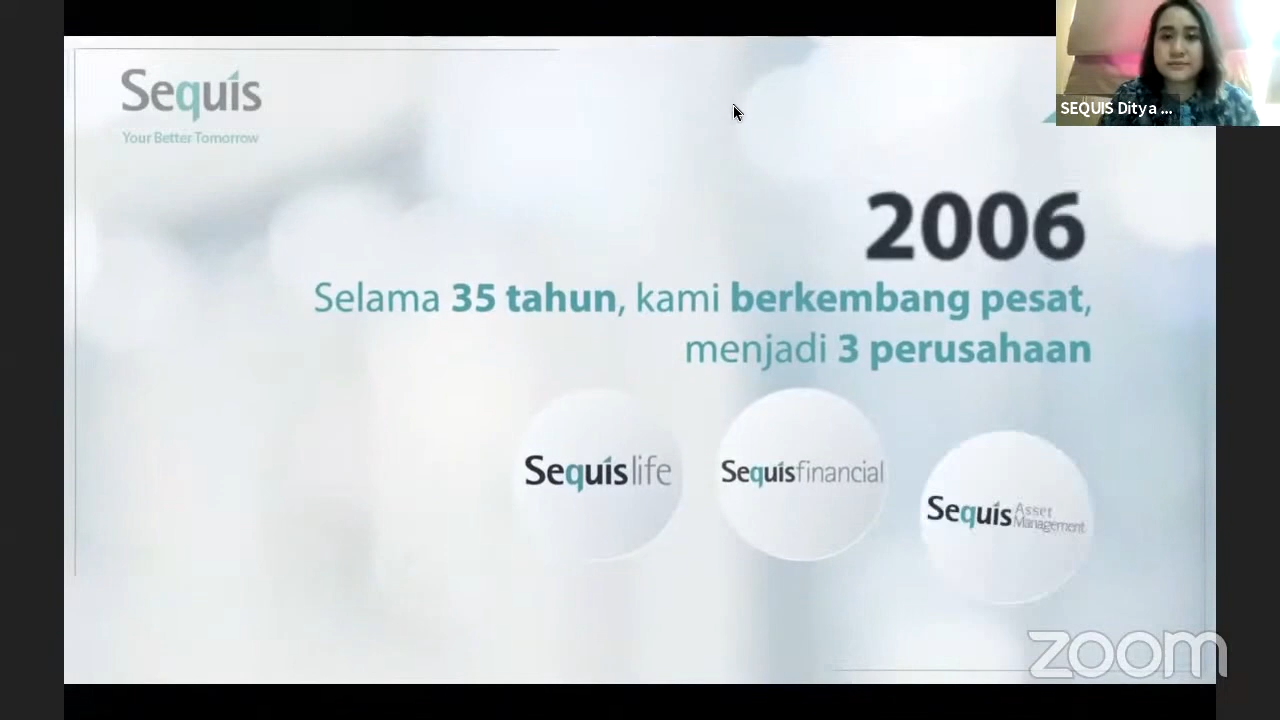 Sequis
Your Better Tomorrow
SEQUIS Ditya ...
2006
Selama 35 tahun, kami berkembang pesat,
menjadi 3 perusahaan
Sequislife
Sequisfinancial
Sequis Asset
Management
zoom